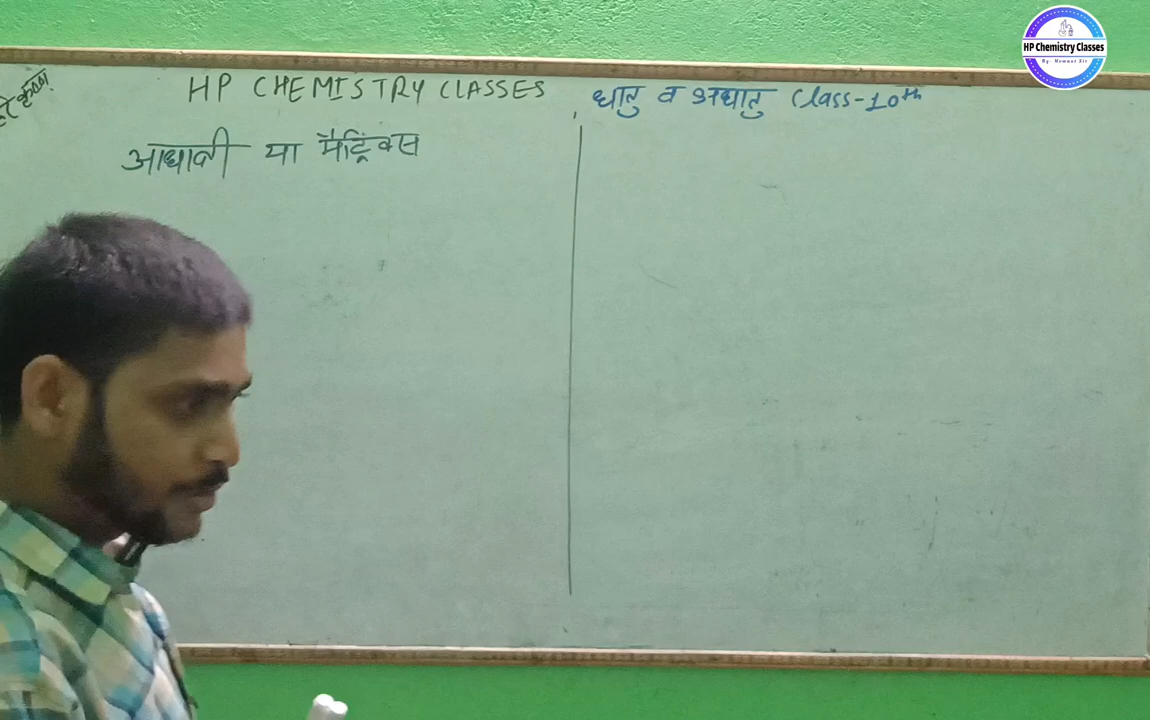 HP Chemistry Classes
HP CHEMISTRY CLASSES
धातु व अधातु Class-10th
आधात्री या मैट्रिक्स